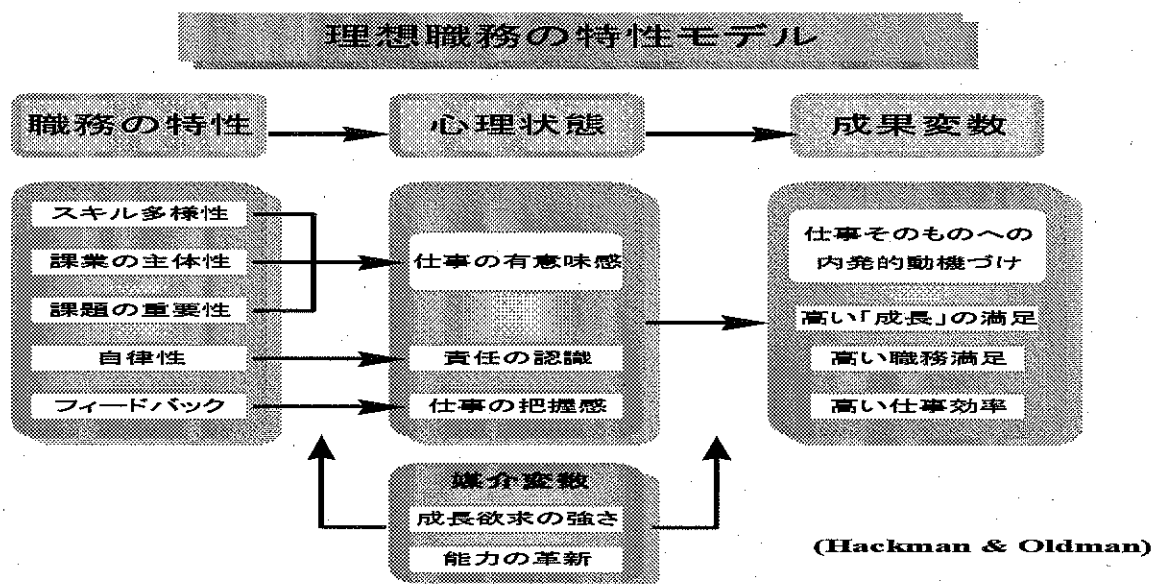 理想職務の特性モデル
職務の特性
心理状態
成果変数
スキル多様性
課業の主体性
課題の重要性
自律性
フィードバック
仕事の有意味感
責任の認識
仕事の把握感
仕事そのものへの
内発的動機づけ
高い「成長」の満足
高い職務満足
高い仕事効率
媒介変数
成長欲求の強さ
能力の革新
(Hackman & Oldman)